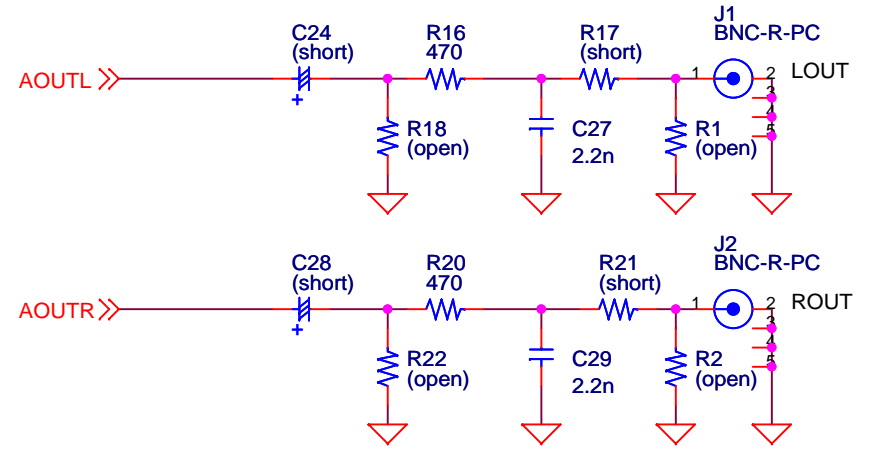 J1
BNC-R-PC
C24
(short)
R16
470
R17
(short)
AOUTL
1
2
LOUT
3
4
5
R18
(open)
C27
2.2n
R1
(open)
J2
BNC-R-PC
C28
(short)
R20
470
R21
(short)
AOUTR
1
2
ROUT
3
4
5
+
R22
(open)
C29
2.2n
R2
(open)
+